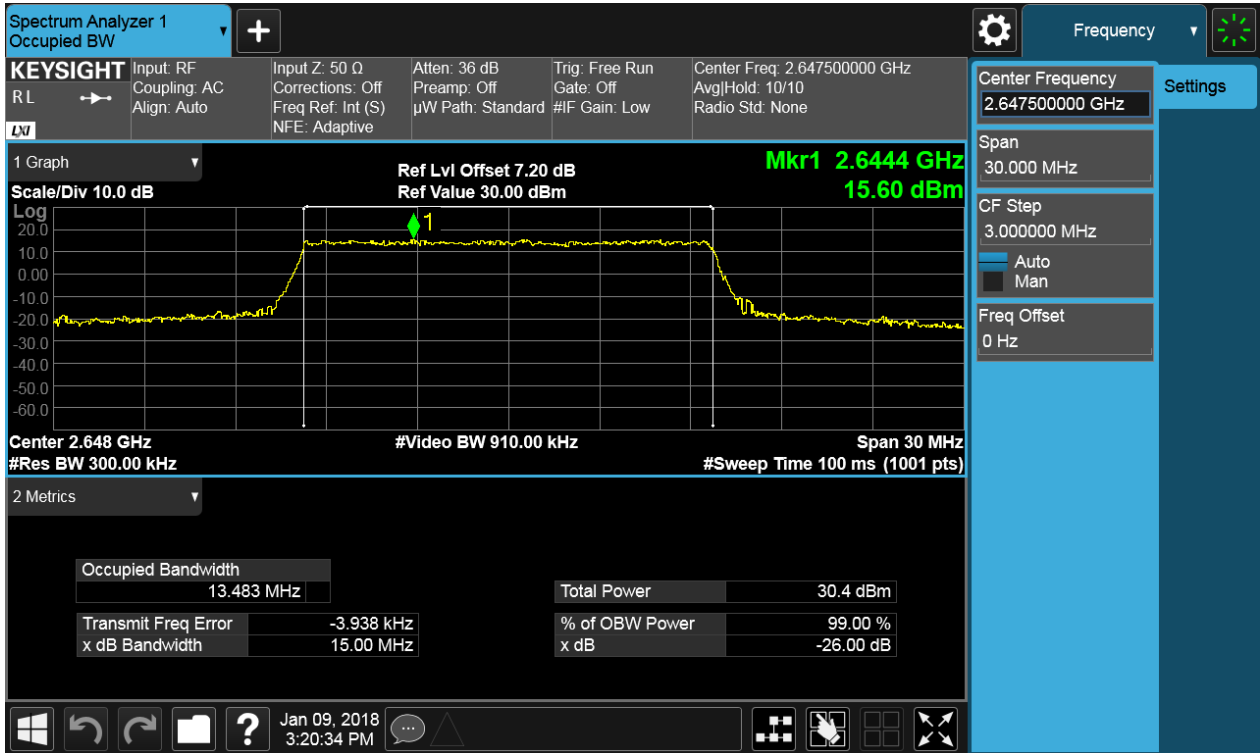 Spectrum Analyzer 1
Occupied BW
+
Frequency
KEYSIGHT
RL
LXI
Input: RF
Coupling: AC
Align: Auto
Input Z: 50 Ω
Corrections: Off
Freq Ref: Int (S)
NFE: Adaptive
Atten: 36 dB
Preamp: Off
µW Path: Standard
Trig: Free Run
Gate: Off
#IF Gain: Low
Center Freq: 2.647500000 GHz
Avg|Hold: 10/10
Radio Std: None
Center Frequency
2.647500000 GHz
Settings
Span
30.000 MHz
CF Step
3.000000 MHz
Auto
Man
Freq Offset
0 Hz
1 Graph
Scale/Div 10.0 dB
Ref Lvl Offset 7.20 dB
Ref Value 30.00 dBm
Mkr1 2.6444 GHz
15.60 dBm
Log
1
20.0
10.0
0.00
-10.0
-20.0
-30.0
-40.0
-50.0
-60.0
Center 2.648 GHz
#Video BW 910.00 kHz
Span 30 MHz
#Res BW 300.00 kHz
#Sweep Time 100 ms (1001 pts)
2 Metrics
Occupied Bandwidth
13.483 MHz
Total Power 30.4 dBm
Transmit Freq Error -3.938 kHz
% of OBW Power 99.00 %
x dB Bandwidth 15.00 MHz
x dB -26.00 dB
?
Jan 09, 2018
3:20:34 PM